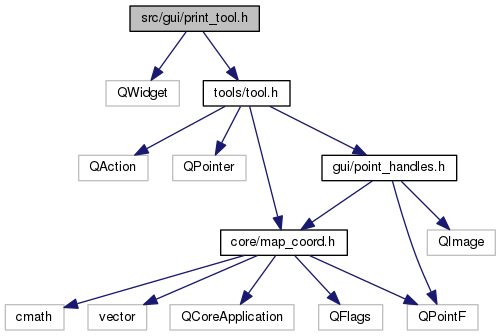 src/gui/print_tool.h
QWidget
tools/tool.h
QAction
QPointer
gui/point_handles.h
core/map_coord.h
QImage
cmath
vector
QCoreApplication
QFlags
QPointF